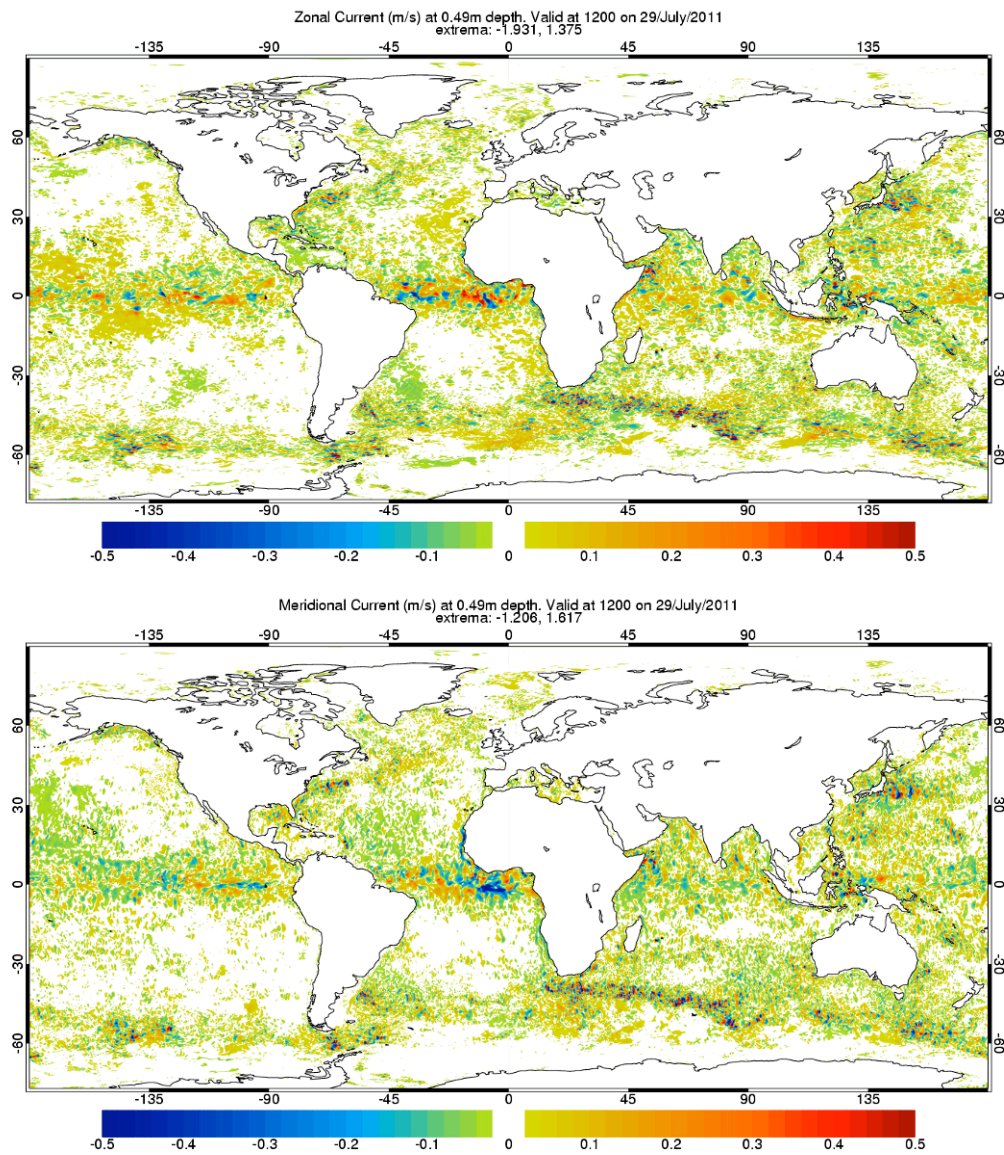 Zonal Current (m/s) at 0.49m depth. Valid at 1200 on 29/July/2011
extrema: -1.931, 1.375
-135 -90 -45 0 45 90 135
60 60
30 30
0 0
-30 -30
-60 -60
-135 -90 -45 0 45 90 135
-0.5 -0.4 -0.3 -0.2 -0.1 0 0.1 0.2 0.3 0.4 0.5
Meridional Current (m/s) at 0.49m depth. Valid at 1200 on 29/July/2011
extrema: -1.206, 1.617
-135 -90 -45 0 45 90 135
60 60
30 30
0 0
-30 -30
-60 -60
-135 -90 -45 0 45 90 135
-0.5 -0.4 -0.3 -0.2 -0.1 0 0.1 0.2 0.3 0.4 0.5